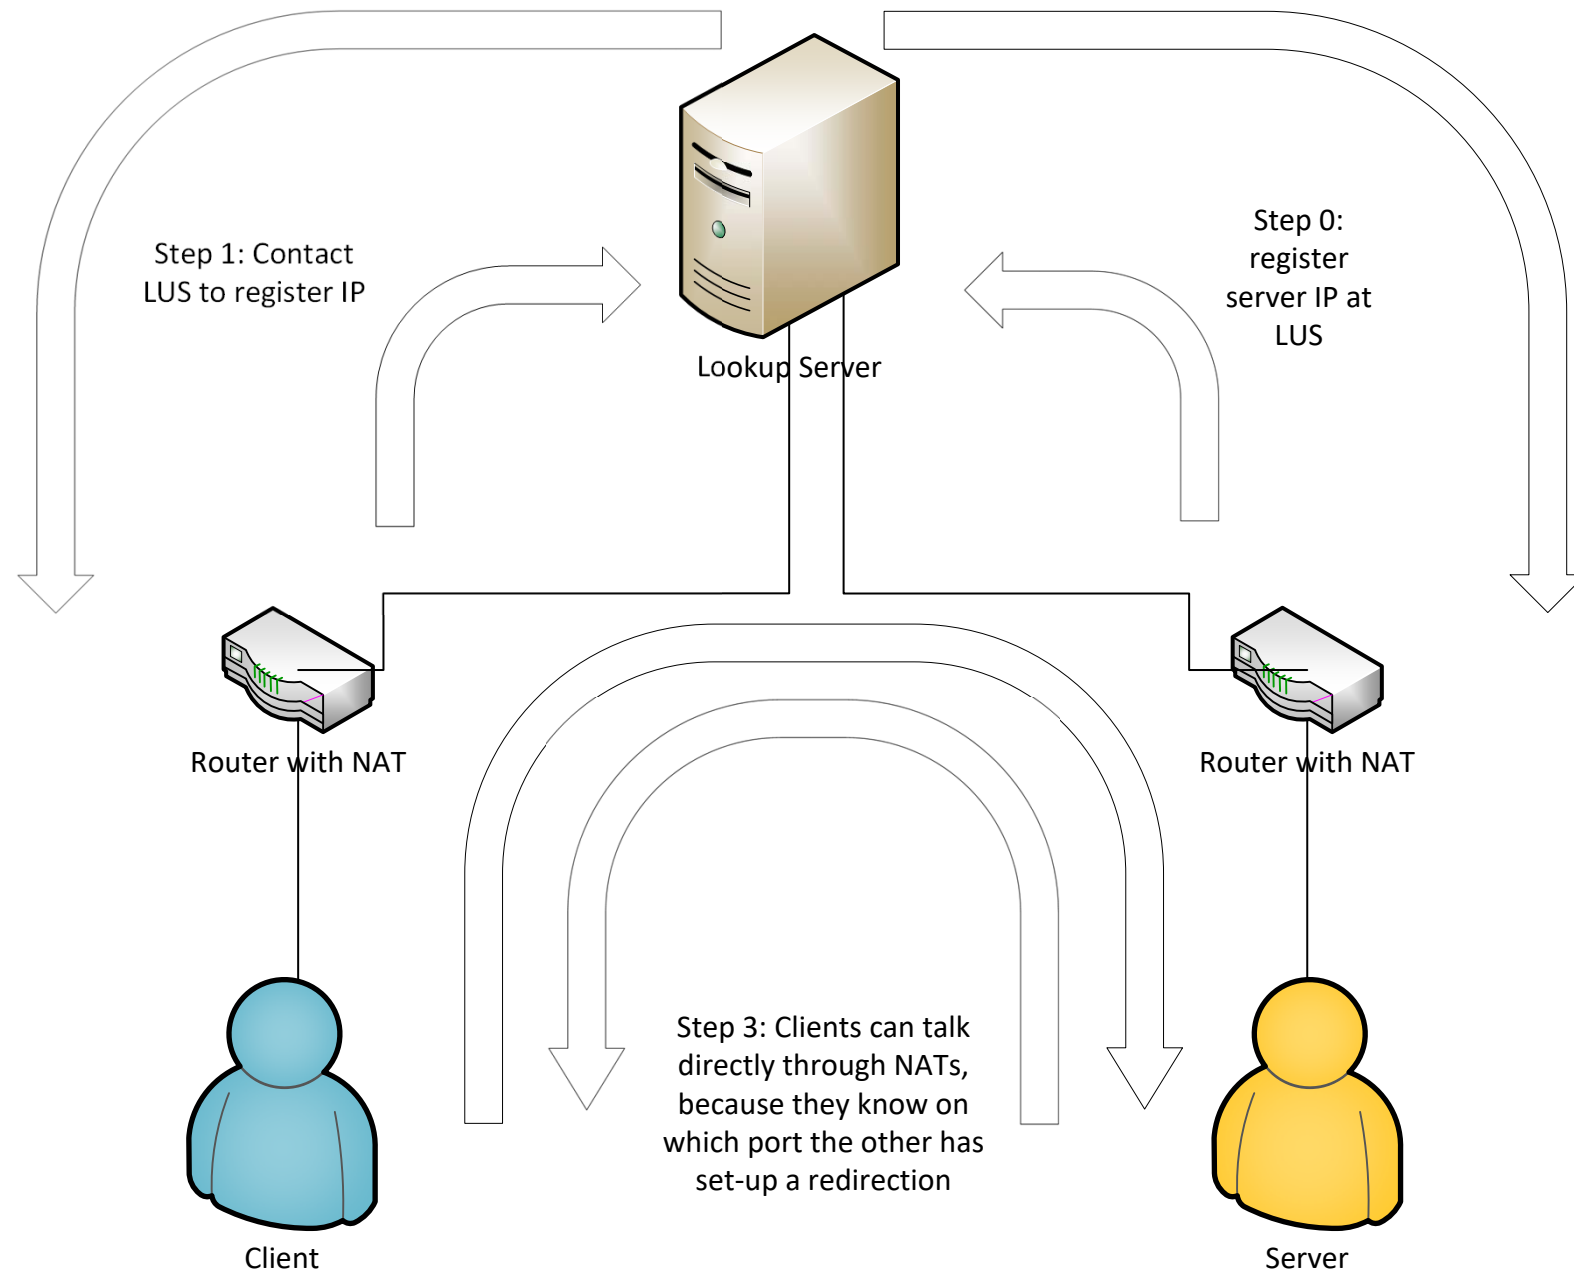 Step 1: Contact
LUS to register IP
Step 0:
register
server IP at
LUS
Lookup Server
Router with NAT
Router with NAT
Step 3: Clients can talk
directly through NATs,
because they know on
which port the other has
set-up a redirection
Client
Server